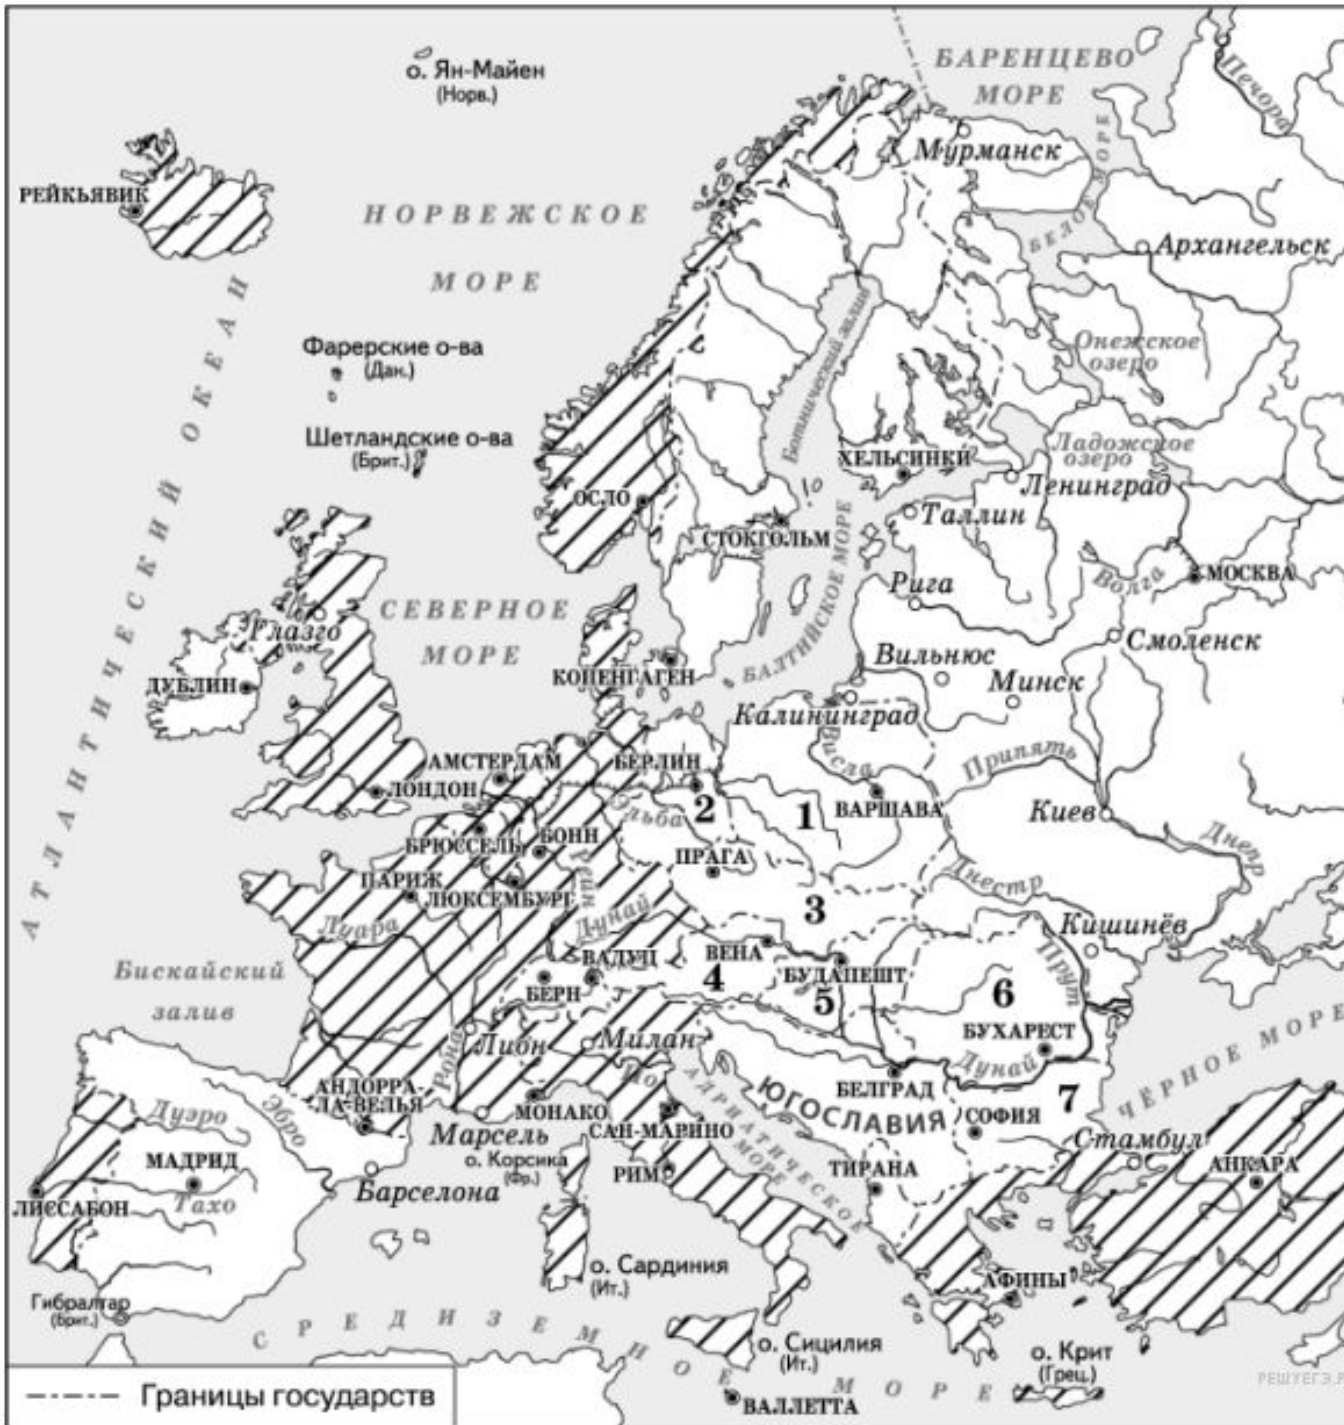 о. Ян-Майен
(Норв.)
БАРЕНЦЕВО
МОРЕ
Печора
Мурманск
РЕЙКЬЯВИК
НОРВЕЖСКОЕ
МОРЕ
БЕЛОЕ МОРЕ
Архангельск
АТЛАНТИЧЕСКИЙ ОКЕАН
Фарерские о-ва
(Дан.)
Ботнический залив
Онежское
озеро
Шетландские о-ва
(Брит.)
Ладожское
озеро
ХЕЛЬСИНКИ
Ленинград
ОСЛО
Таллин
СТОКГОЛЬМ
БАЛТИЙСКОЕ МОРЕ
Волга
МОСКВА
Рига
СЕВЕРНОЕ
МОРЕ
Глазго
Смоленск
Вильнюс
Минск
ДУБЛИН
КОПЕНГАГЕН
Калининград
Висла
Припять
АМСТЕРДАМ
БЕРЛИН
ЛОНДОН
Эльба
2
1
ВАРШАВА
Киев
Днепр
БРЮССЕЛЬ
БОНН
ПРАГА
ПАРИЖ
ЛЮКСЕМБУРГ
Рейн
Днестр
Луара
Дунай
3
Кишинёв
Бискайский
залив
ВАДУЦ
ВЕНА
БУДАПЕШТ
Прут
БЕРН
4
5
6
Лион
Милан
БУХАРЕСТ
Рона
По
Дунай
ЧЕРНОЕ МОРЕ
АНДОРРА-
ЛА-ВЕЛЬЯ
МОНАКО
АДРИАТИЧЕСКОЕ
МОРЕ
ЮГОСЛАВИЯ
БЕЛГРАД
7
Дуэро
Эбро
Марсель
САН-МАРИНО
СОФИЯ
Стамбул
МАДРИД
о. Корсика
(Фр.)
РИМ
ТИРАНА
АНКАРА
ЛИССАБОН
Тахо
Барселона
о. Сардиния
(Ит.)
АФИНЫ
Гибралтар
(Брит.)
СРЕДИЗЕМНОЕ МОРЕ
о. Сицилия
(Ит.)
о. Крит
(Грец.)
Границы государств
ВАЛЛЕТТА